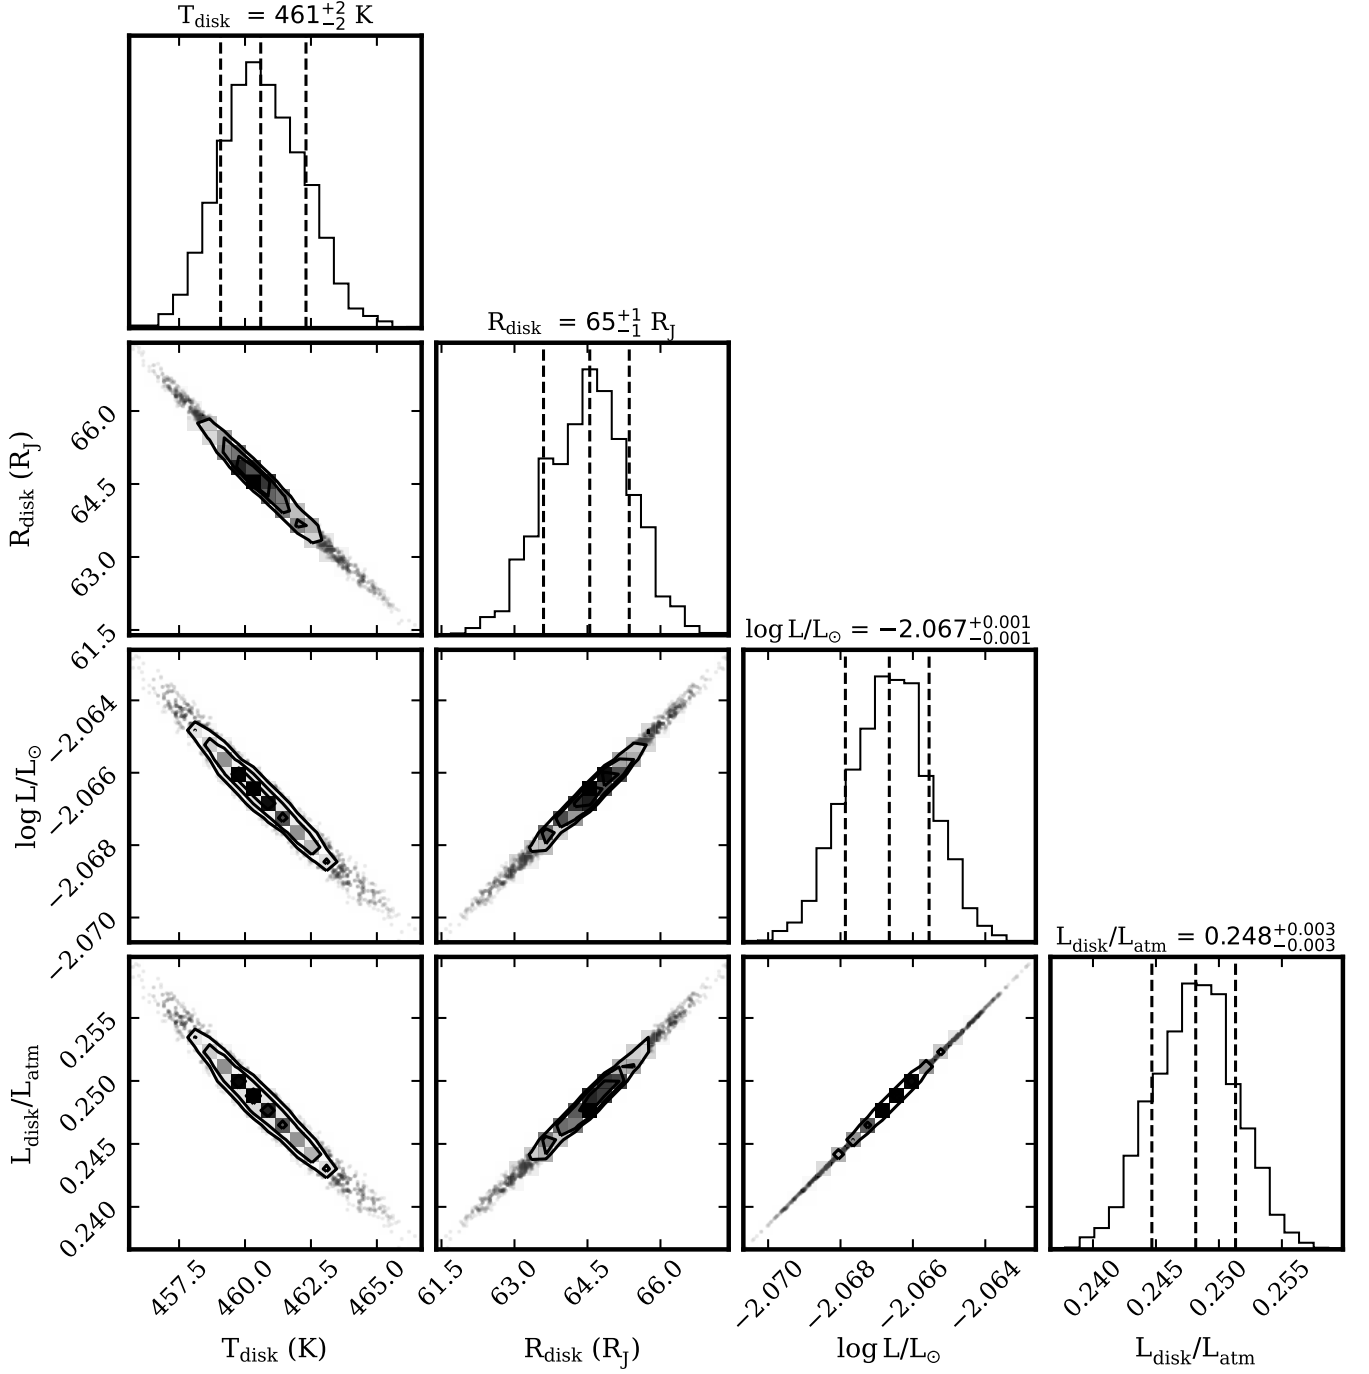 T_disk = 461^{+2}_{-2} K
R_disk = 65^{+1}_{-1} R_J
R_disk (R_J)
66.0
64.5
63.0
61.5
log L/L_⊙ = −2.067^{+0.001}_{-0.001}
log L/L_⊙
−2.064
−2.066
−2.068
−2.070
L_disk/L_atm = 0.248^{+0.003}_{-0.003}
L_disk/L_atm
0.255
0.250
0.245
0.240
457.5 460.0 462.5 465.0 61.5 63.0 64.5 66.0 −2.070 −2.068 −2.066 −2.064 0.240 0.245 0.250 0.255
T_disk (K) R_disk (R_J) log L/L_⊙ L_disk/L_atm